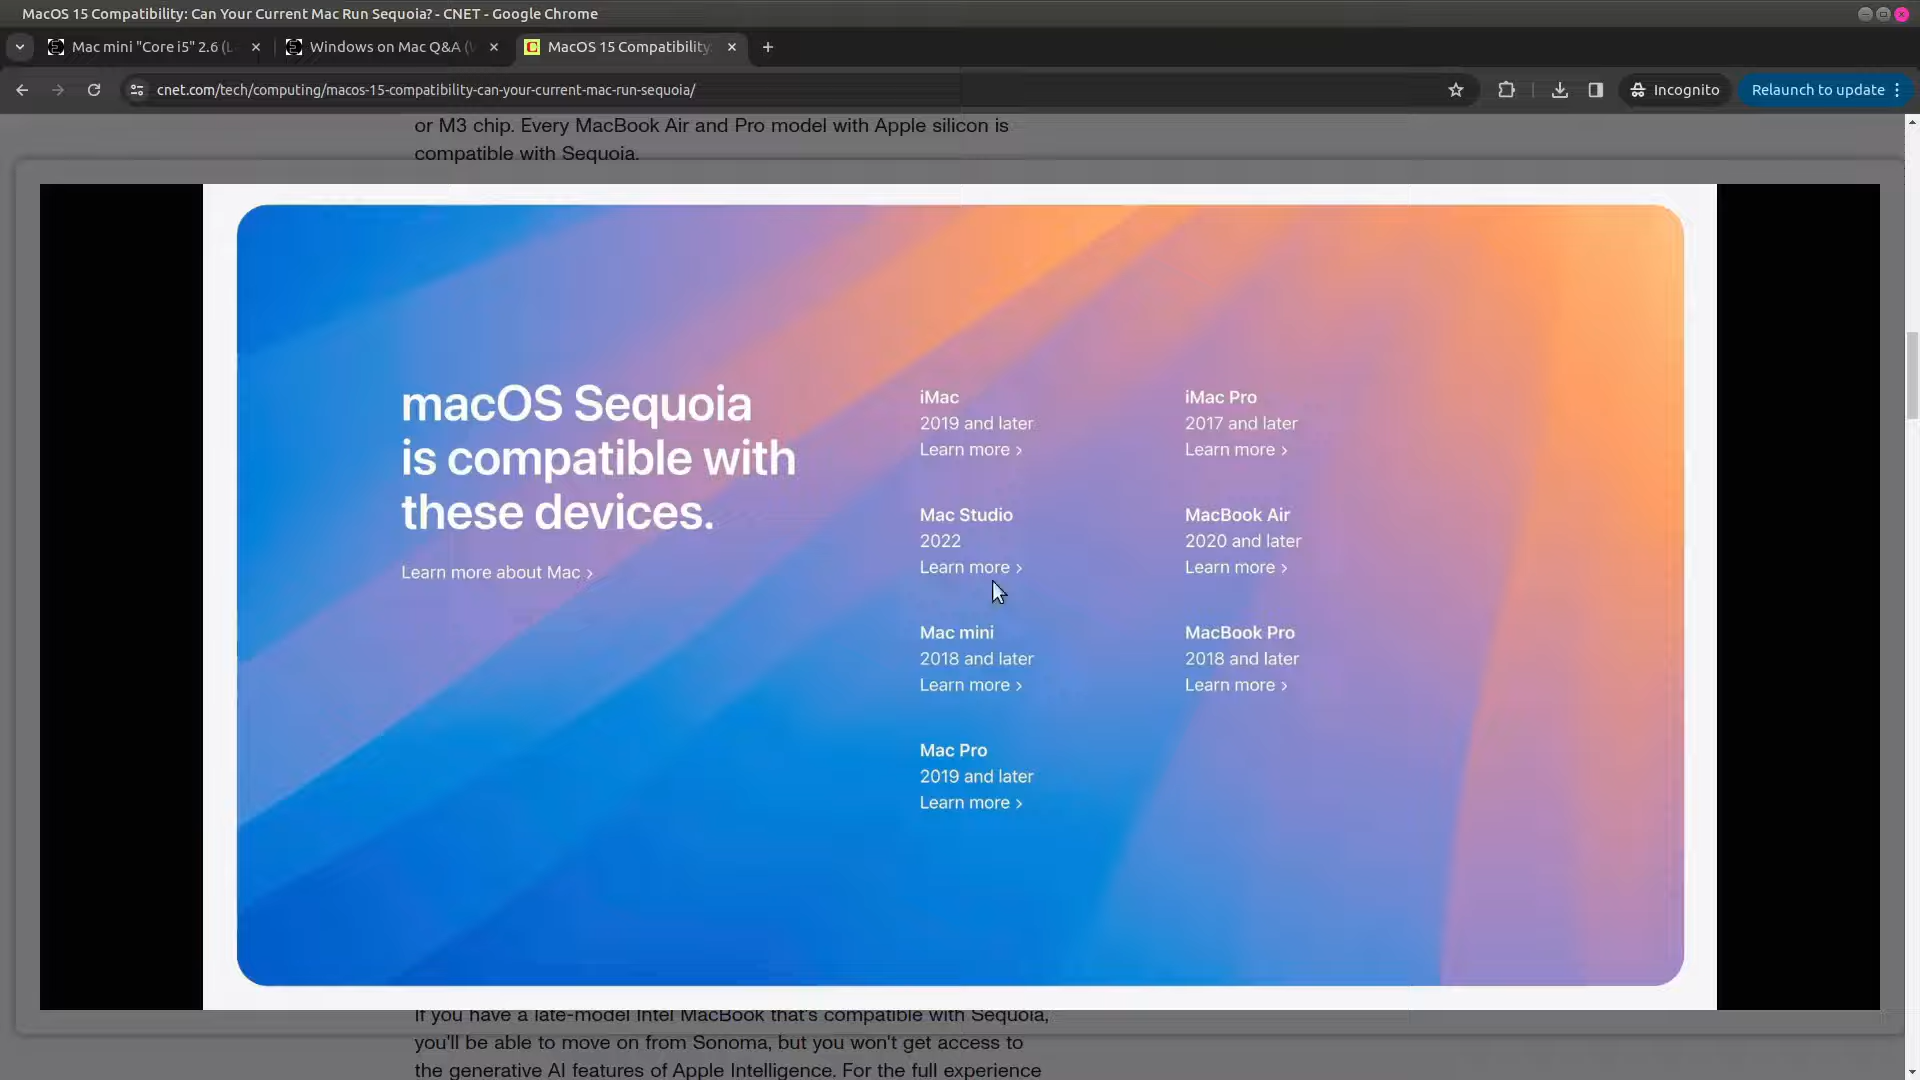 MacOS 15 Compatibility: Can Your Current Mac Run Sequoia? - CNET - Google Chrome
Mac mini "Core i5" 2.6 (L
Windows on Mac Q&A (
MacOS 15 Compatibility:
cnet.com/tech/computing/macos-15-compatibility-can-your-current-mac-run-sequoia/
Incognito
Relaunch to update
or M3 chip. Every MacBook Air and Pro model with Apple silicon is
compatible with Sequoia.
macOS Sequoia
is compatible with
these devices.
Learn more about Mac >
iMac
2019 and later
Learn more >
iMac Pro
2017 and later
Learn more >
Mac Studio
2022
Learn more >
MacBook Air
2020 and later
Learn more >
Mac mini
2018 and later
Learn more >
MacBook Pro
2018 and later
Learn more >
Mac Pro
2019 and later
Learn more >
If you have a late-model Intel MacBook that's compatible with Sequoia,
you'll be able to move on from Sonoma, but you won't get access to
the generative AI features of Apple Intelligence. For the full experience